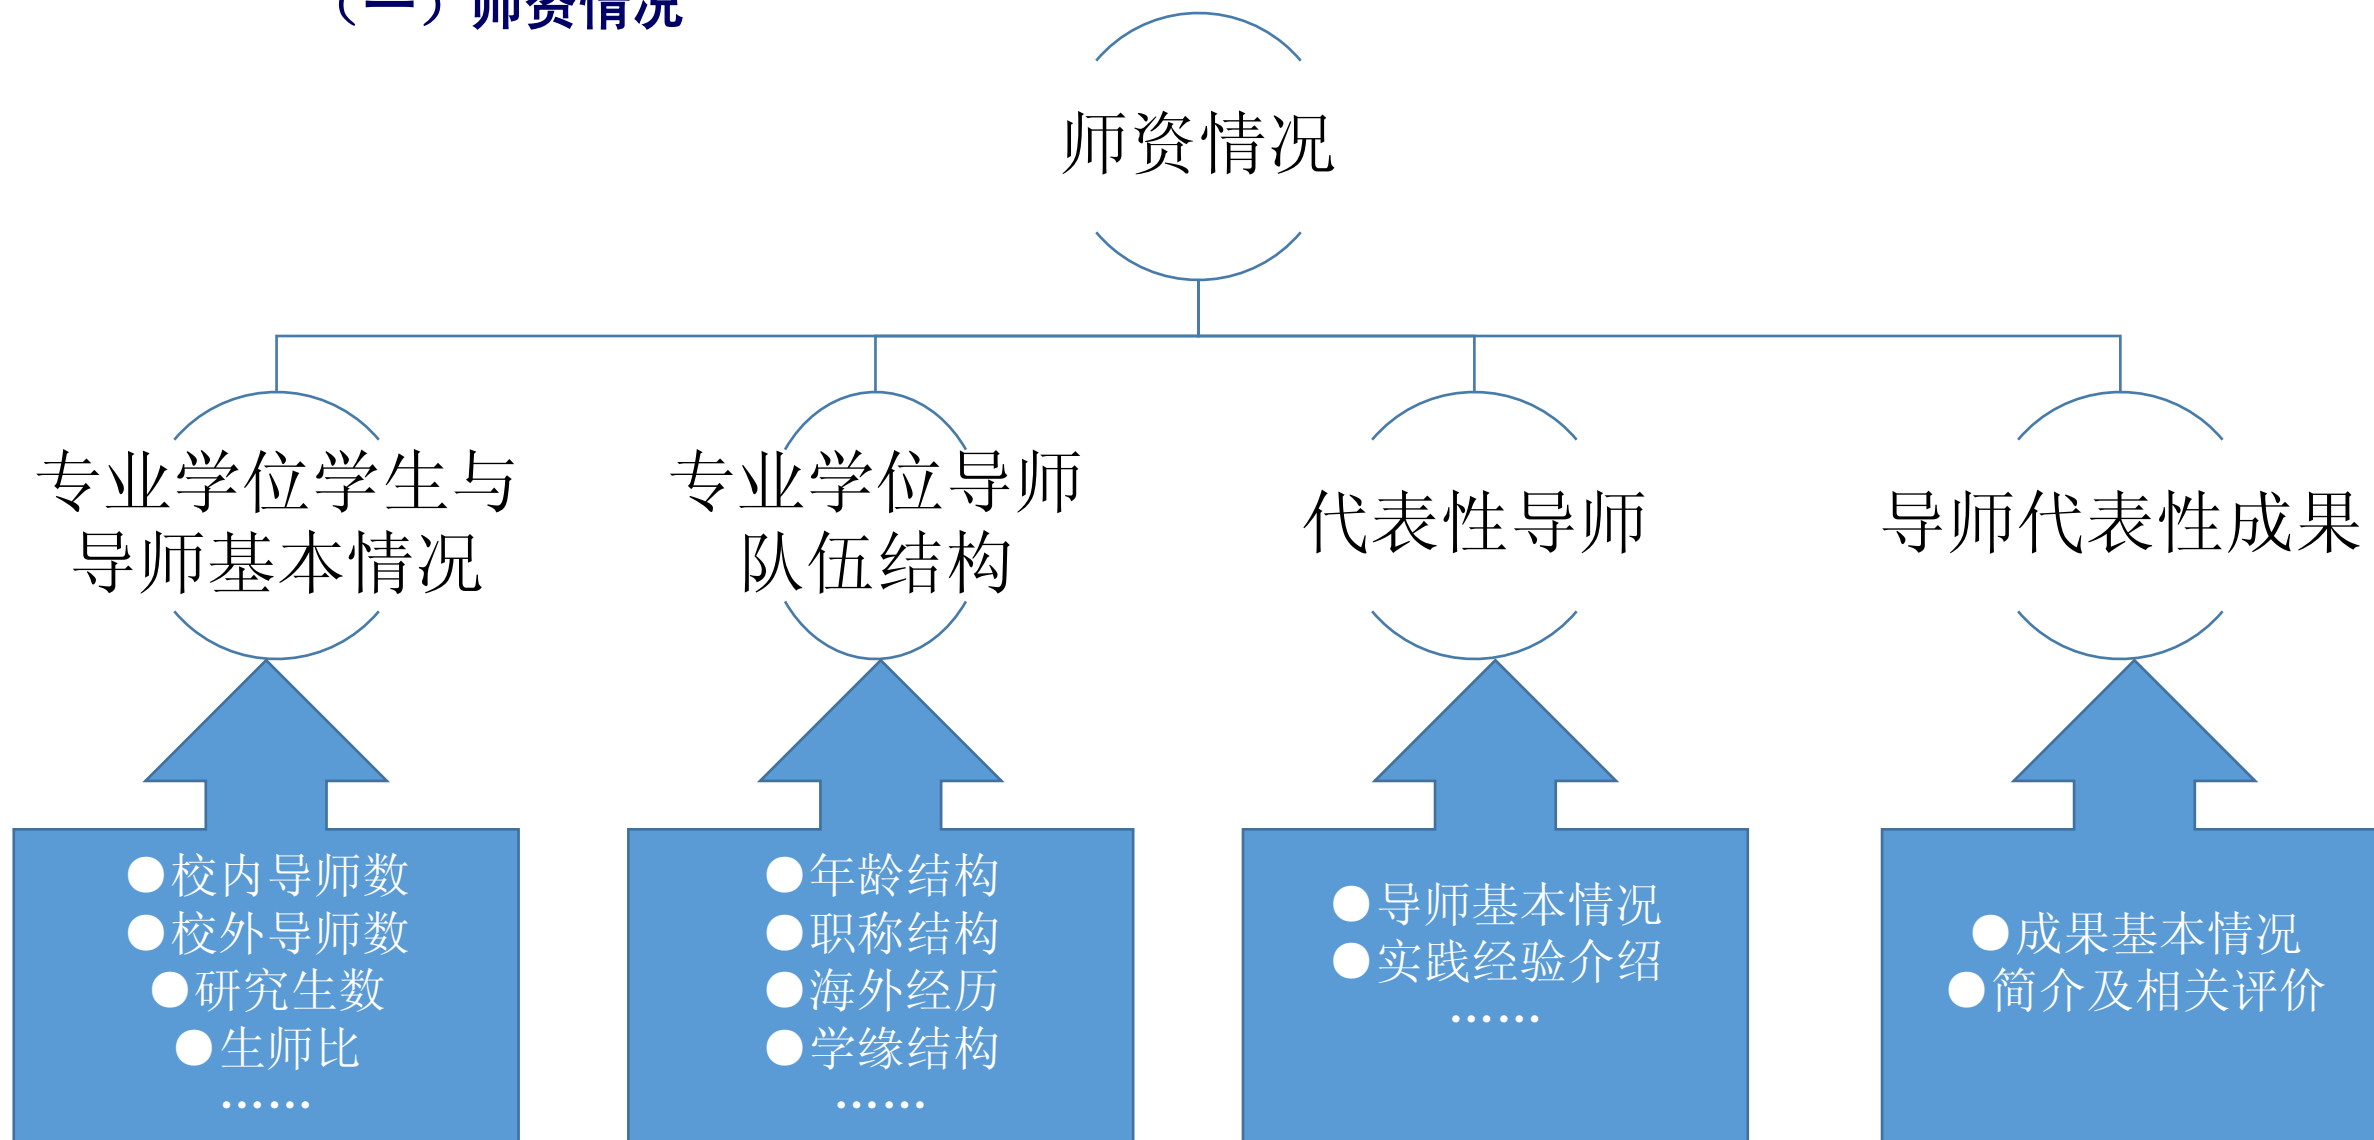 （一）师资情况
师资情况
专业学位学生与
导师基本情况
专业学位导师
队伍结构
代表性导师
导师代表性成果
●校内导师数
●校外导师数
●研究生数
●生师比
……
●年龄结构
●职称结构
●海外经历
●学缘结构
……
●导师基本情况
●实践经验介绍
……
●成果基本情况
●简介及相关评价